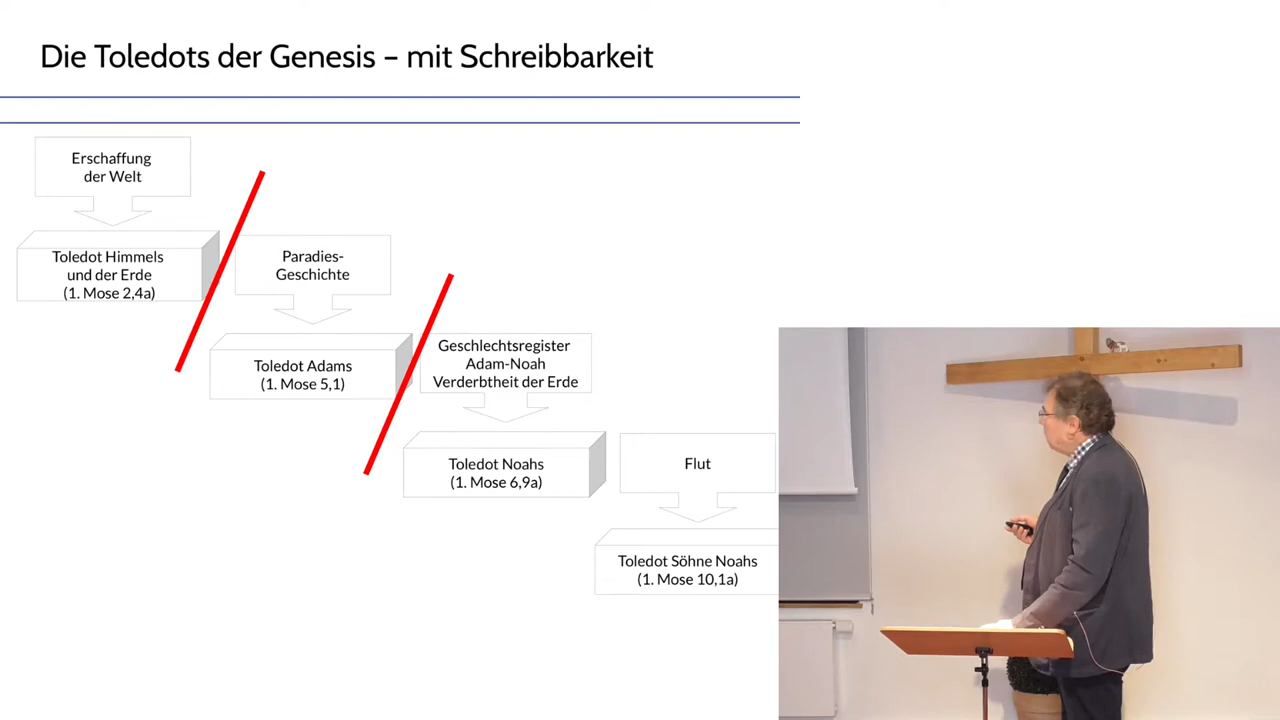 Die Toledots der Genesis – mit Schreibbarkeit
Erschaffung
der Welt
Toledot Himmels
und der Erde
(1. Mose 2,4a)
Paradies-
Geschichte
Toledot Adams
(1. Mose 5,1)
Geschlechtsregister
Adam-Noah
Verderbtheit der Erde
Toledot Noahs
(1. Mose 6,9a)
Flut
Toledot Söhne Noahs
(1. Mose 10,1a)